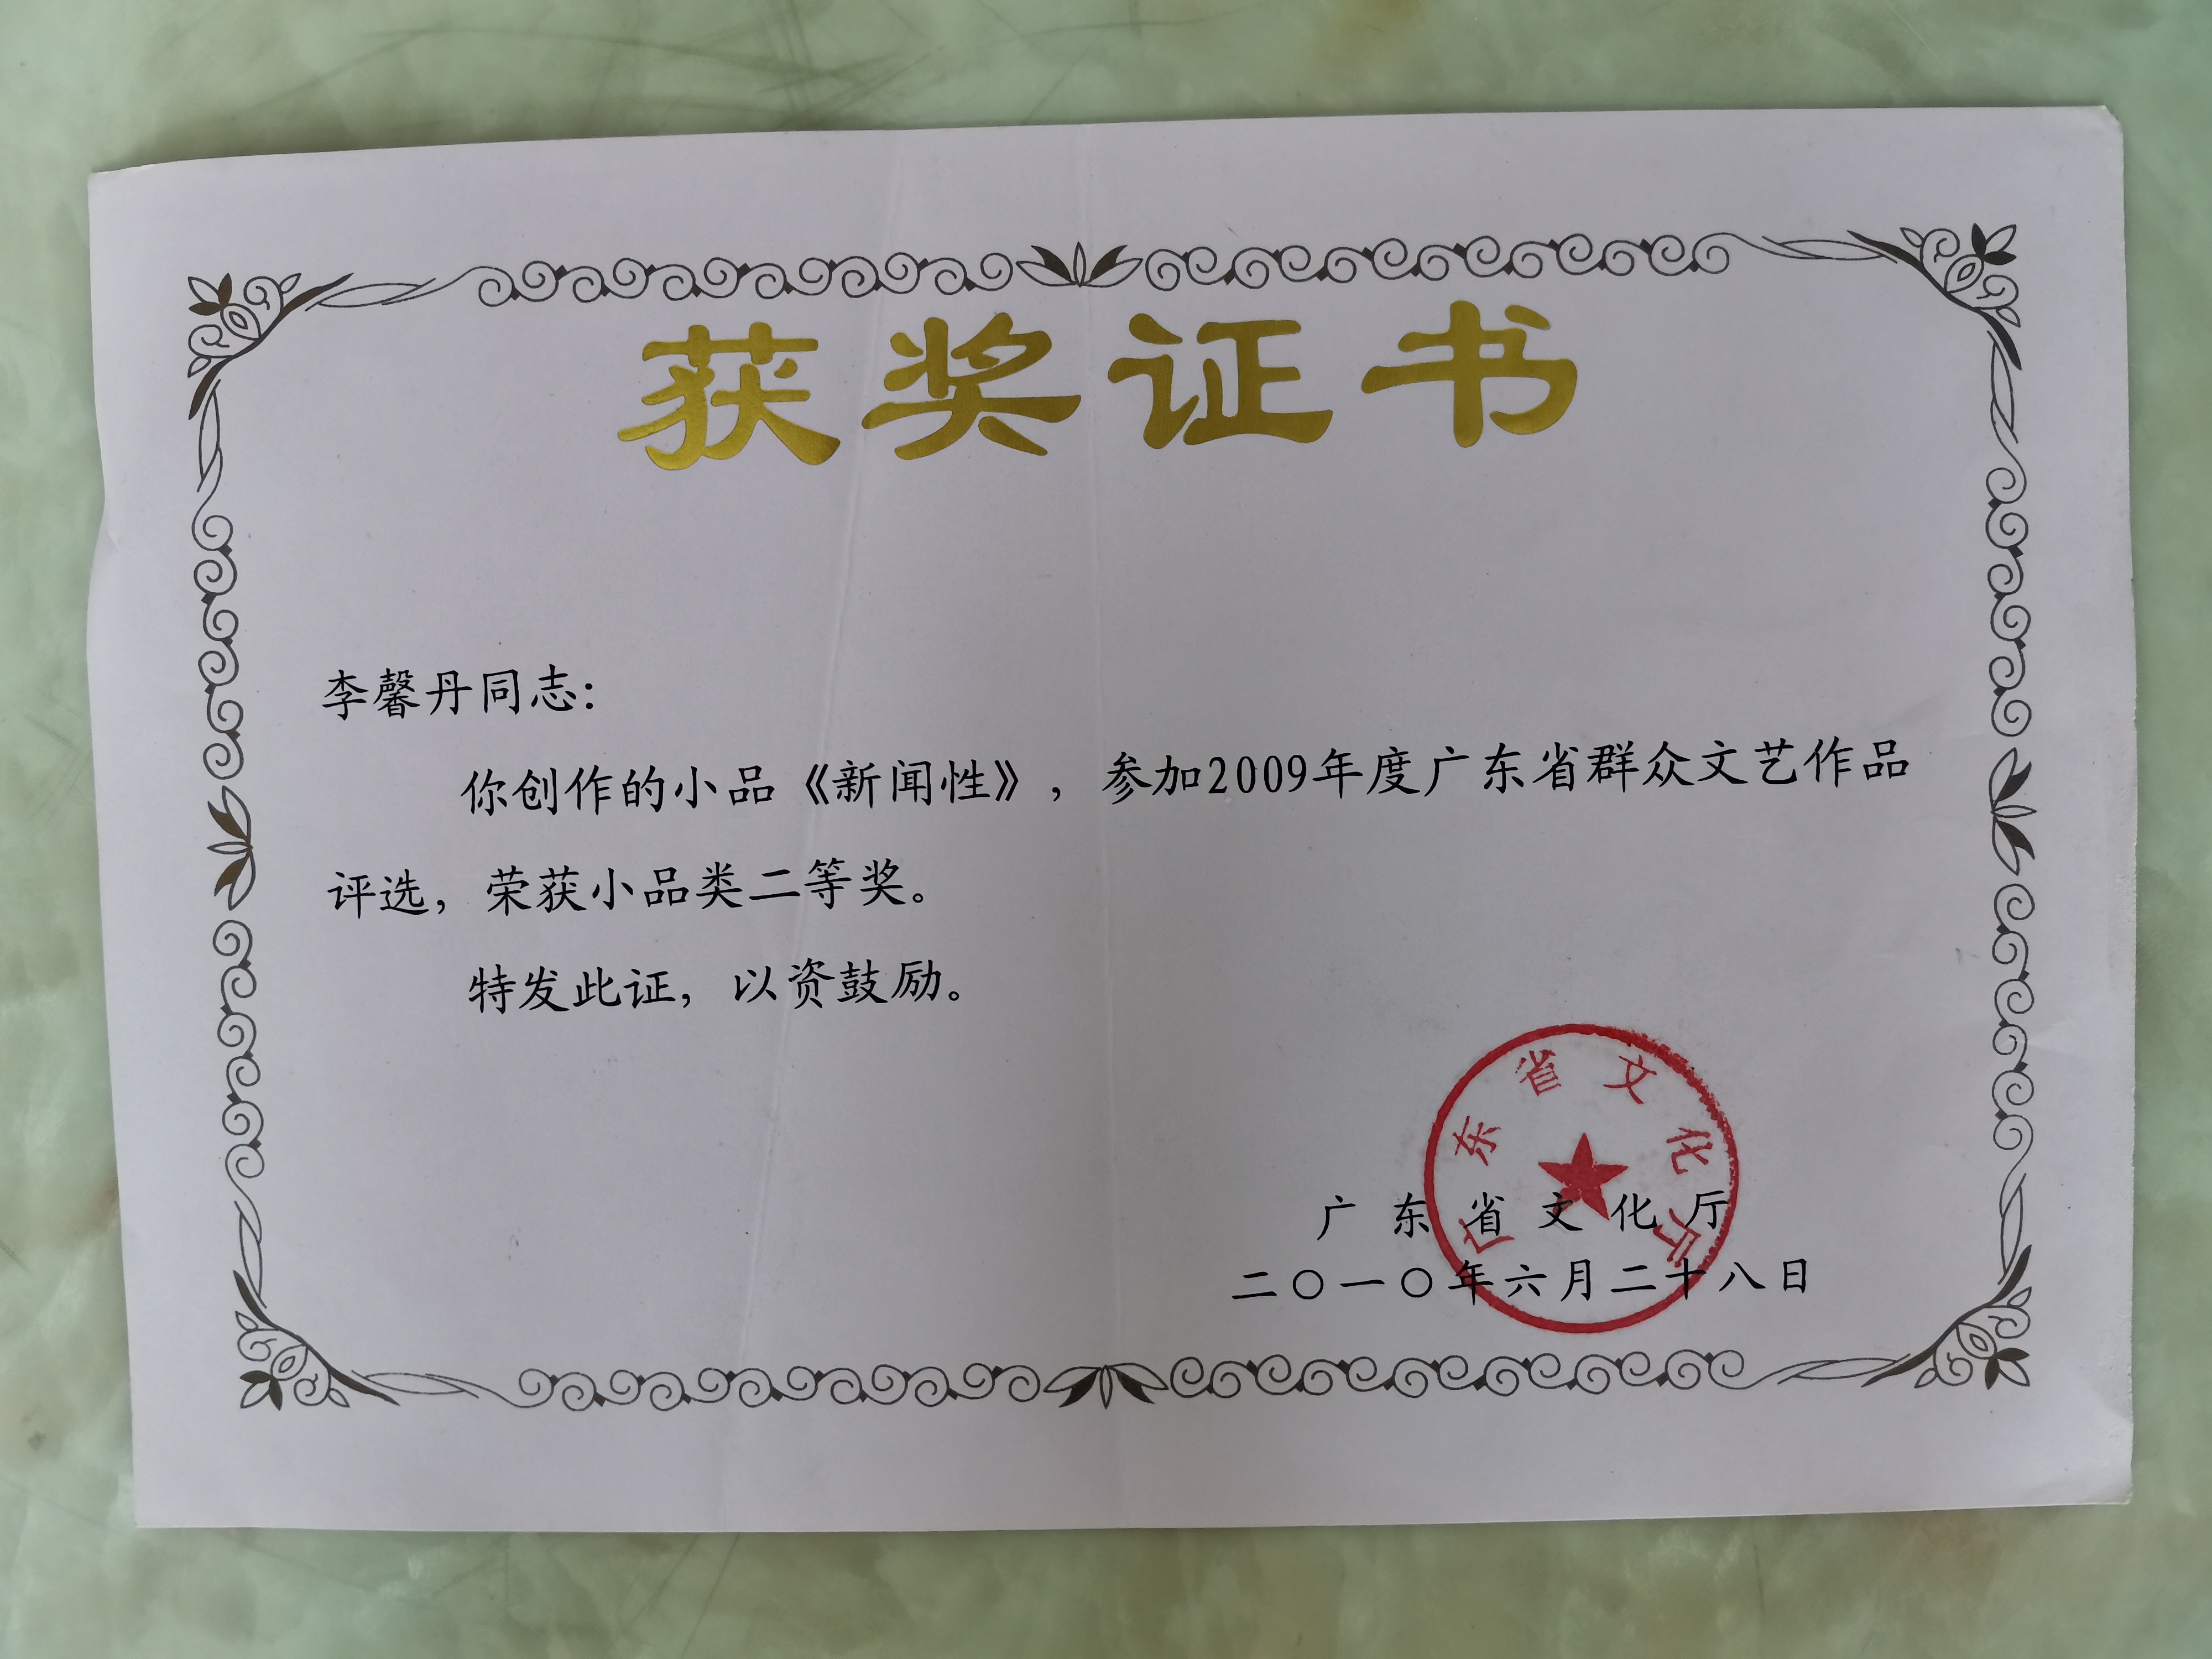 获奖证书
李馨丹同志：
你创作的小品《新闻性》，参加2009年度广东省群众文艺作品
评选，荣获小品类二等奖。
特发此证，以资鼓励。
广东省文化厅
广东省文化厅
二〇一〇年六月二十八日